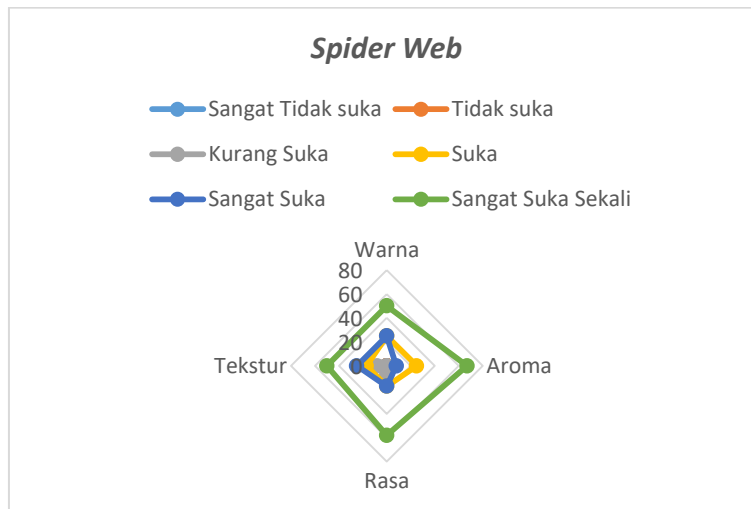 Spider Web
Sangat Tidak suka
Tidak suka
Kurang Suka
Suka
Sangat Suka
Sangat Suka Sekali
Warna
80
60
40
20
0
Tekstur
Aroma
Rasa